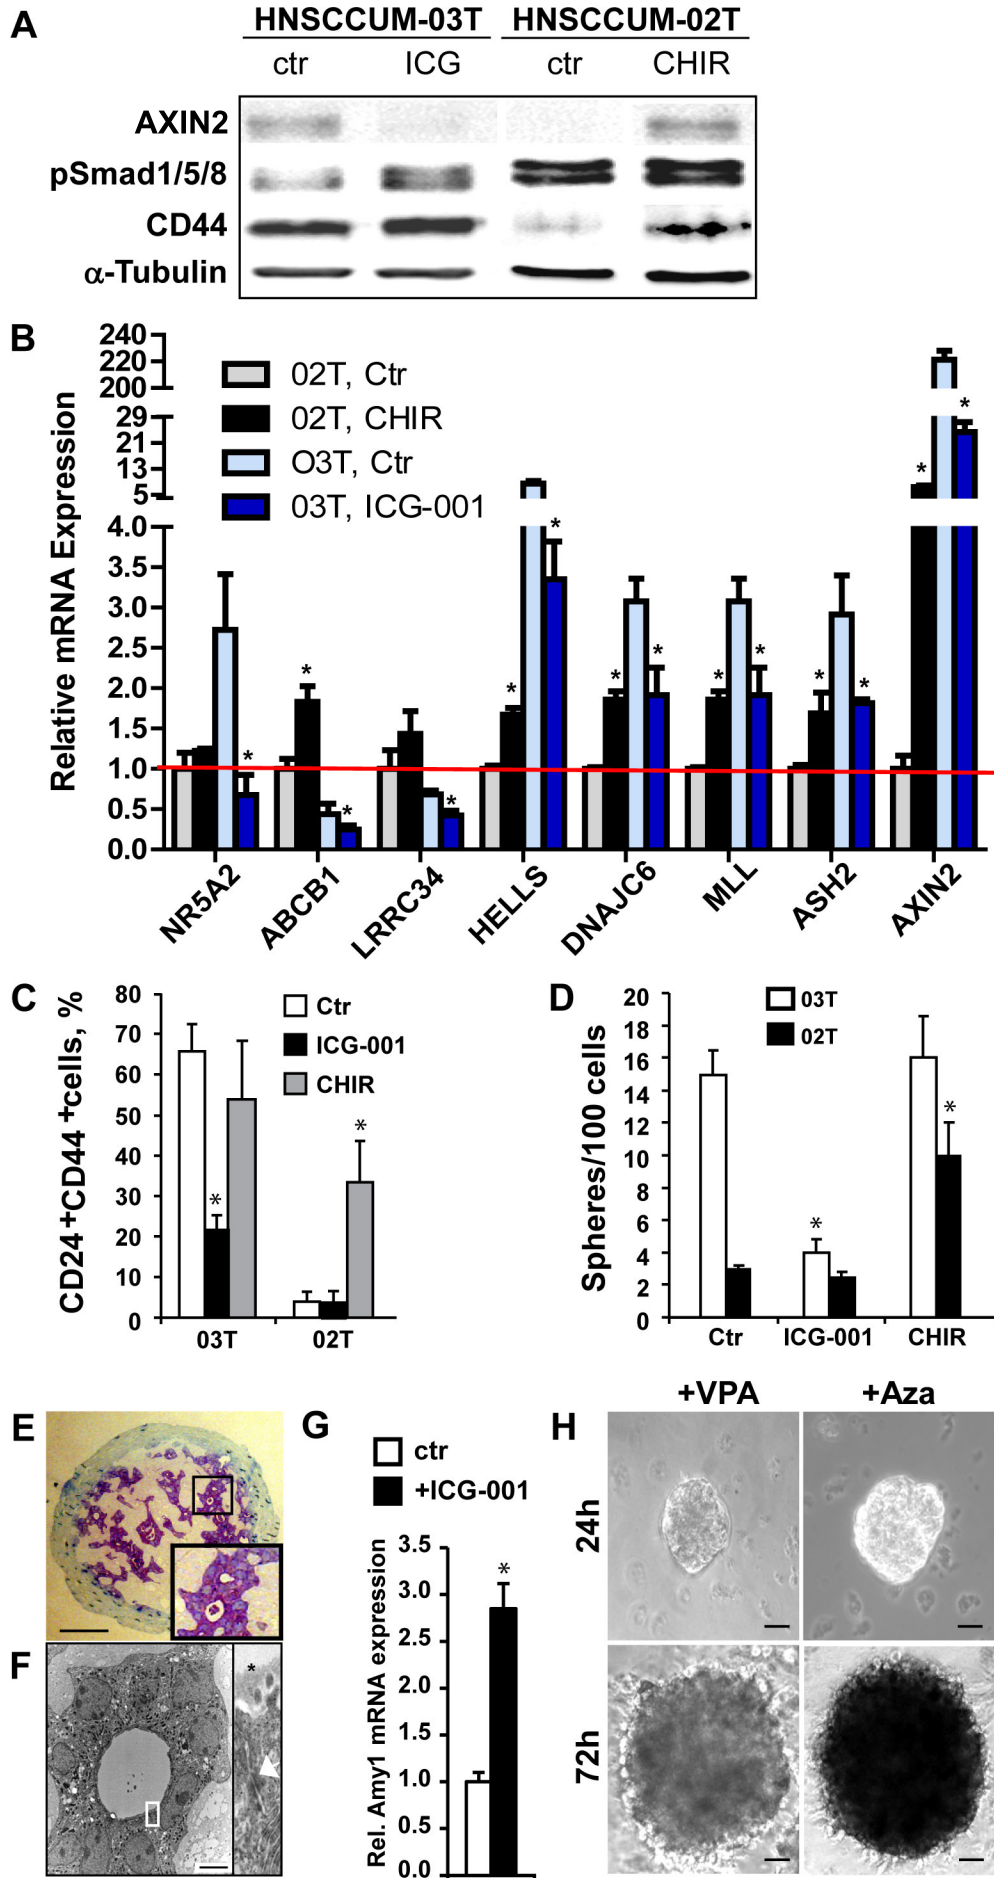 A
HNSCCUM-03T HNSCCUM-02T
ctr ICG ctr CHIR
AXIN2
pSmad1/5/8
CD44
α-Tubulin
B
Relative mRNA Expression
240
220
200
29
21
13
5
4.0
3.5
3.0
2.5
2.0
1.5
1.0
0.5
0.0
02T, Ctr
02T, CHIR
O3T, Ctr
03T, ICG-001
* * * * * * * * * * * * *
NR5A2 ABCB1 LRRC34 HELLS DNAJC6 MLL ASH2 AXIN2
C
CD24+CD44+cells, %
80
70
60
50
40
30
20
10
0
Ctr
ICG-001
CHIR
* *
03T 02T
D
Spheres/100 cells
20
18
16
14
12
10
8
6
4
2
0
03T
02T
* *
Ctr ICG-001 CHIR
E
F
*
G
ctr
+ICG-001
Rel. Amy1 mRNA expression
3.5
3.0
2.5
2.0
1.5
1.0
0.5
0.0
*
H
+VPA +Aza
24h
72h